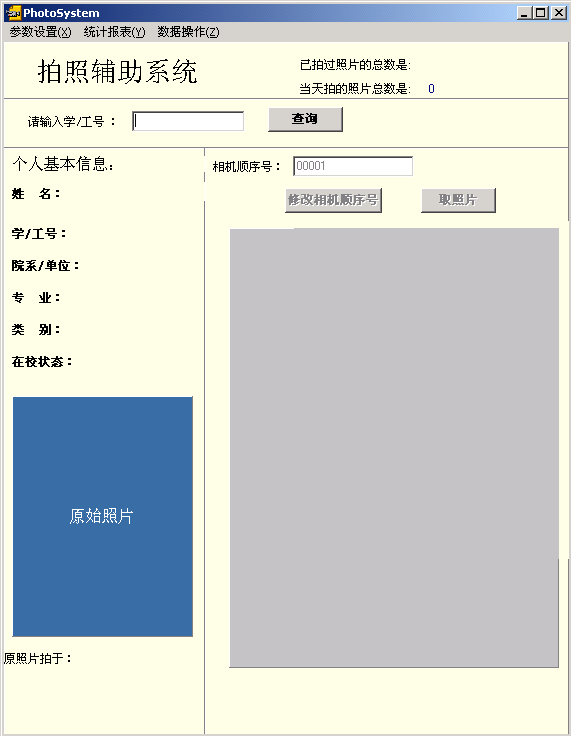 PhotoSystem
参数设置(X) 统计报表(Y) 数据操作(Z)
拍照辅助系统
已拍过照片的总数是:
当天拍的照片总数是: 0
请输入学/工号：
查询
个人基本信息：
相机顺序号： 00001
姓 名：
修改相机顺序号 取照片
学/工号：
院系/单位：
专 业：
类 别：
在校状态：
原始照片
原照片拍于：